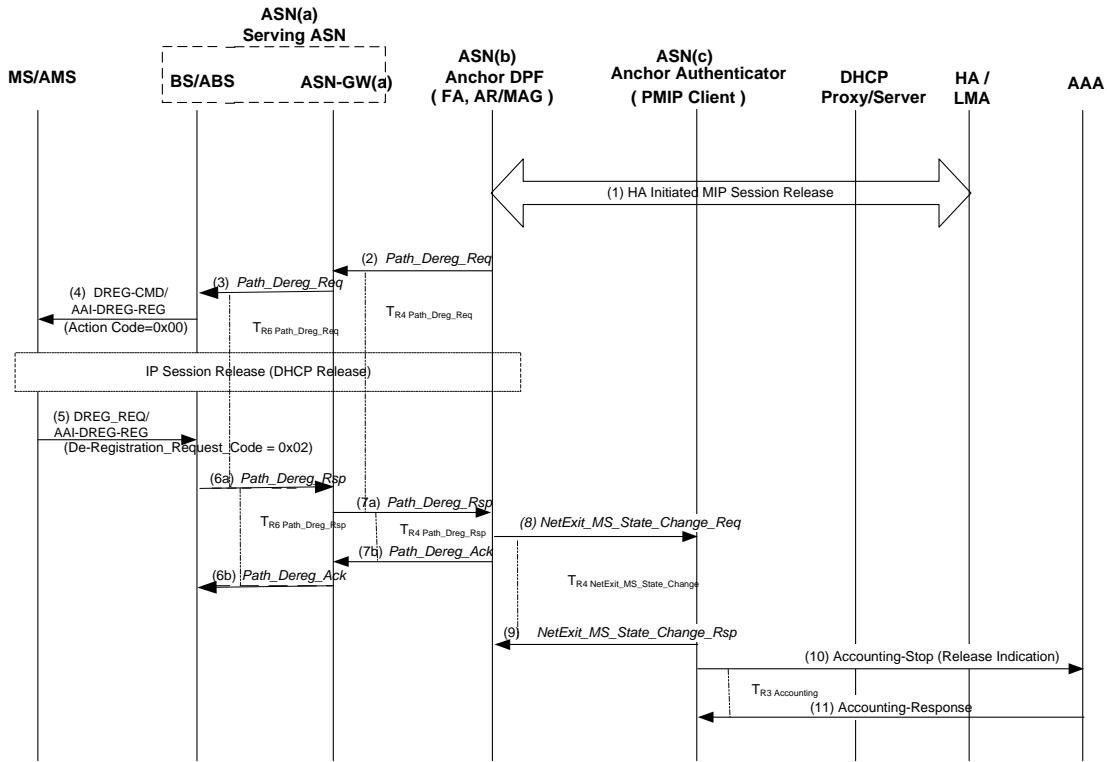 ASN(a)
Serving ASN
MS/AMS
BS/ABS
ASN-GW(a)
ASN(b)
Anchor DPF
( FA, AR/MAG )
ASN(c)
Anchor Authenticator
( PMIP Client )
DHCP
Proxy/Server
HA /
LMA
AAA
(1) HA Initiated MIP Session Release
(2) Path_Dereg_Req
(3) Path_Dereg_Req
(4) DREG-CMD/
AAI-DREG-REG
(Action Code=0x00)
TR6 Path_Dreg_Req
TR4 Path_Dreg_Req
IP Session Release (DHCP Release)
(5) DREG_REQ/
AAI-DREG-REG
(De-Registration_Request_Code = 0x02)
(6a) Path_Dereg_Rsp
(7a) Path_Dereg_Rsp
TR6 Path_Dreg_Rsp
TR4 Path_Dreg_Rsp
(8) NetExit_MS_State_Change_Req
(7b) Path_Dereg_Ack
(6b) Path_Dereg_Ack
TR4 NetExit_MS_State_Change
(9) NetExit_MS_State_Change_Rsp
(10) Accounting-Stop (Release Indication)
TR3 Accounting
(11) Accounting-Response